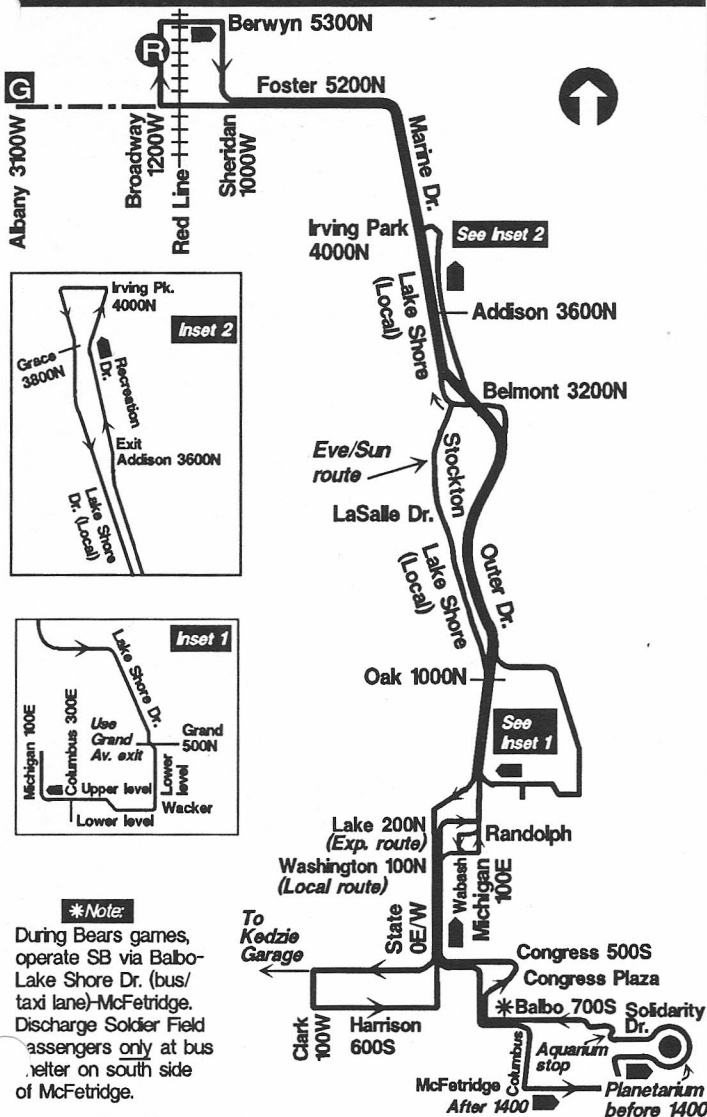 Berwyn 5300N
R
G
Foster 5200N
Albany 3100W
Broadway
1200W
Red Line
Sheridan
1000W
Marine Dr.
Irving Park
4000N
See Inset 2
Lake Shore
(Local)
Addison 3600N
Belmont 3200N
Eve/Sun
route
Stockton
LaSalle Dr.
Lake Shore
(Local)
Outer Dr.
Oak 1000N
See
Inset 1
Lake 200N
(Exp. route)
Randolph
Washington 100N
(Local route)
Wabash
Michigan
100E
State
0E/W
To
Kedzie
Garage
Congress 500S
Congress Plaza
Clark
100W
Harrison
600S
*Balbo 700S
Solidarity
Dr.
Aquarium
stop
Columbus
McFetridge
After 1400
Planetarium
before 1400
Inset 2
Irving Pk.
4000N
Grace
3800N
Recreation
Dr.
Exit
Addison 3600N
Lake Shore
Dr. (Local)
Inset 1
Lake Shore Dr.
Michigan 100E
Columbus 300E
Use
Grand
Av. exit
Grand
500N
Lower
level
Upper level
Wacker
Lower level
*Note:
During Bears games,
operate SB via Balbo-
Lake Shore Dr. (bus/
taxi lane)-McFetridge.
Discharge Soldier Field
assengers only at bus
helter on south side
of McFetridge.